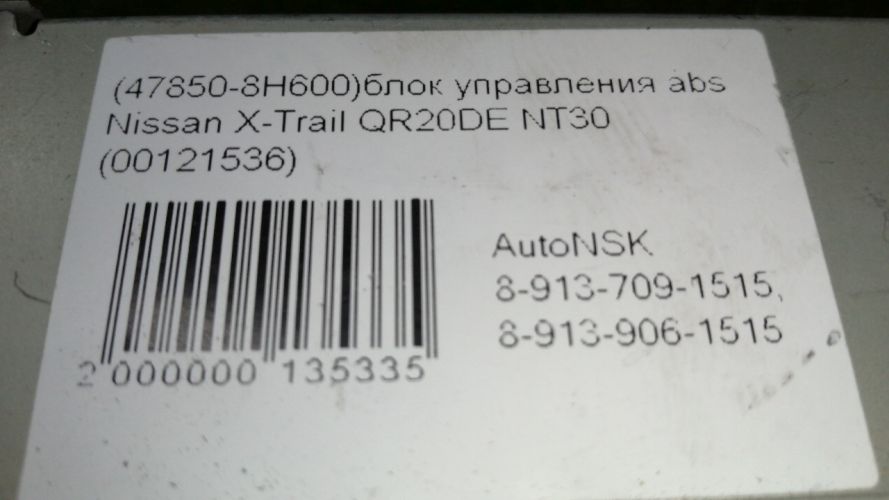 (47850-8H600)блок управления abs
Nissan X-Trail QR20DE NT30
(00121536)
AutoNSK
8-913-709-1515,
8-913-906-1515
2 000000 135335